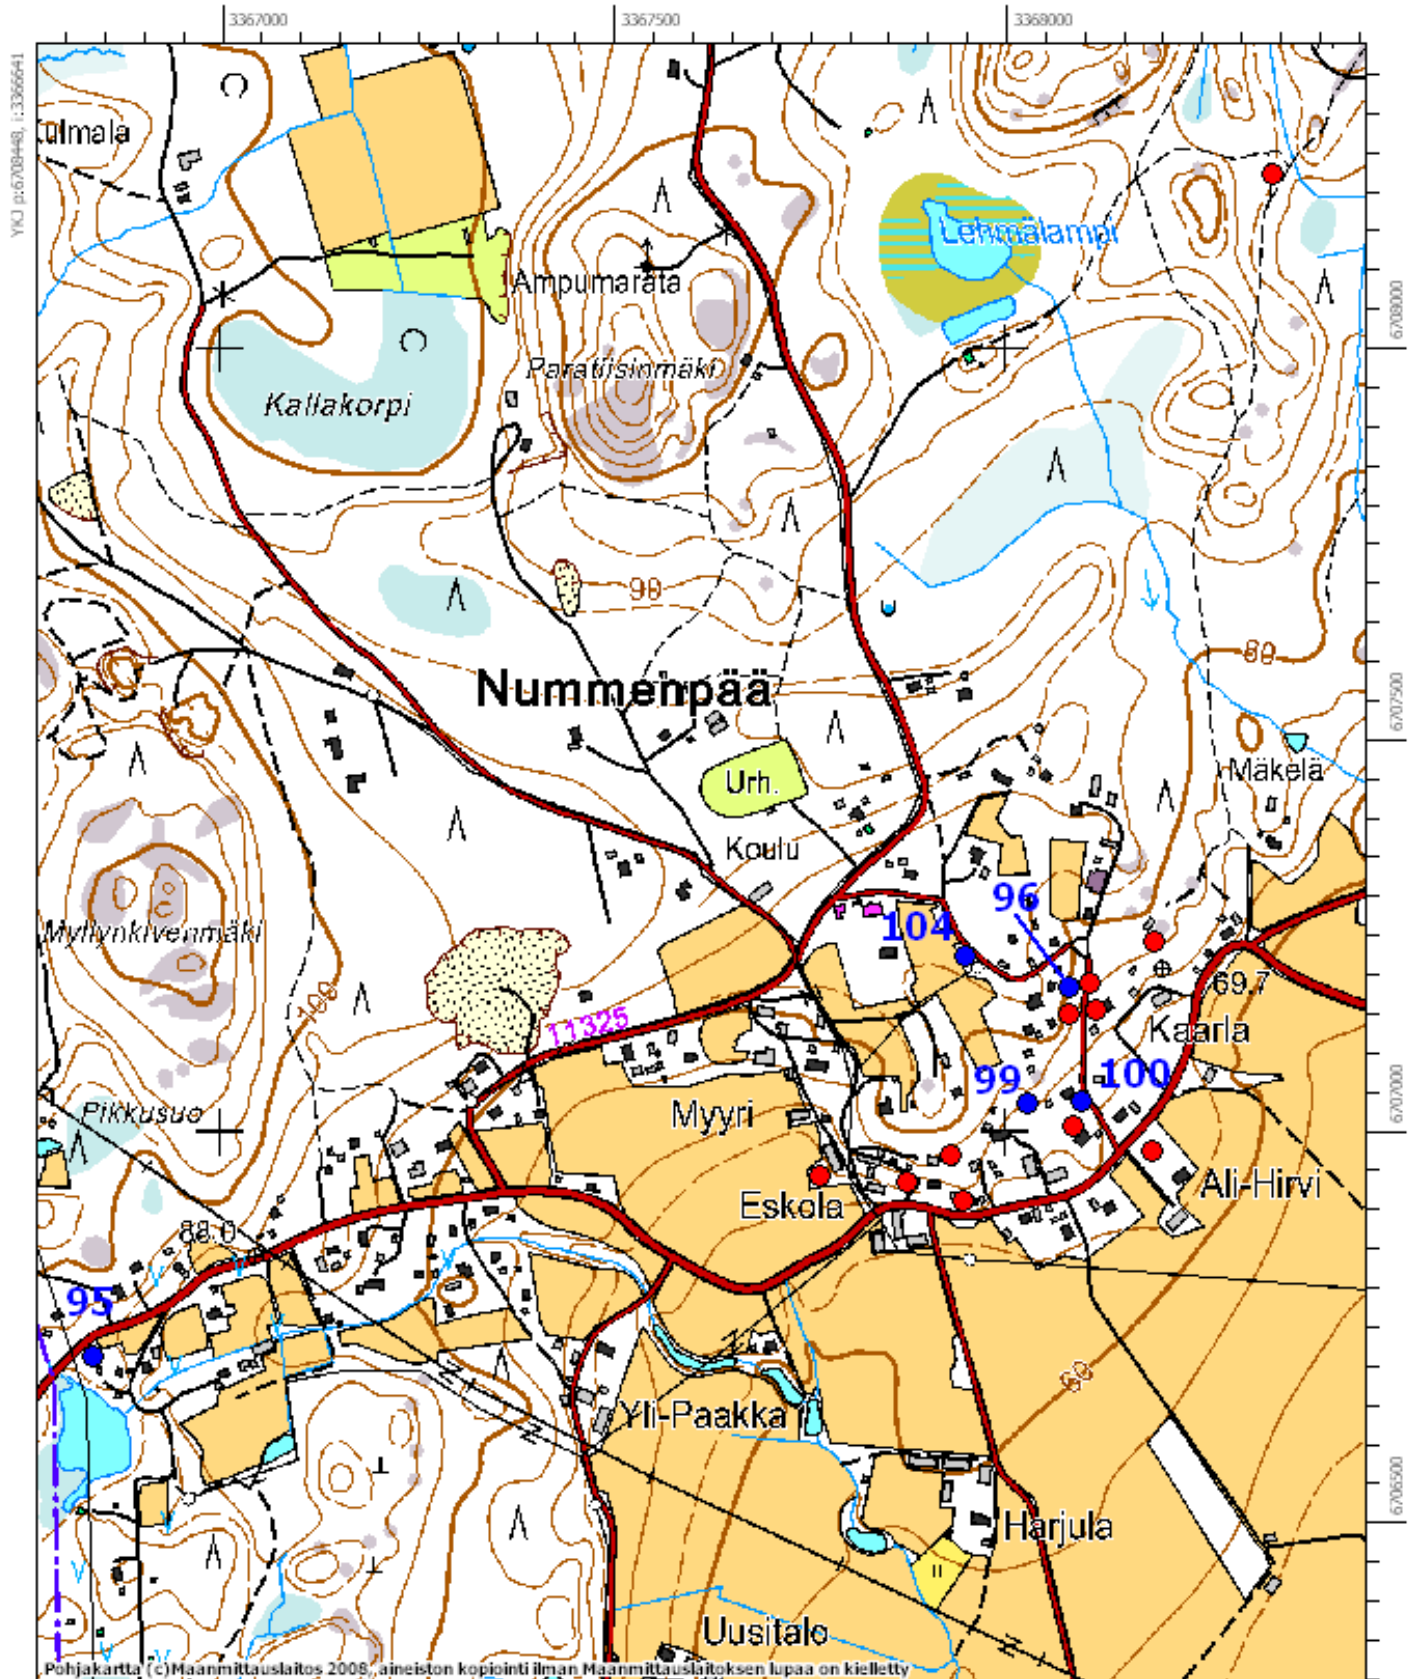 3367000
3367500
3368000
YKJ p:6708448, i:3366641
Lehmälampi
Ampumarata
6708000
Paratiisinmäki
Kallakorpi
90
80
Nummenpää
6707500
Mäkelä
Urh.
Koulu
96
104
Myllynkivenmäki
100
69.7
11325
Kaarla
99
100
Pikkusuo
Myyri
6707000
Ali-Hirvi
Eskola
88.0
95
60
Yli-Paakka
6706500
Harjula
II
Uusitalo
Pohjakartta (c)Maanmittauslaitos 2008, aineiston kopiointi ilman Maanmittauslaitoksen lupaa on kielletty